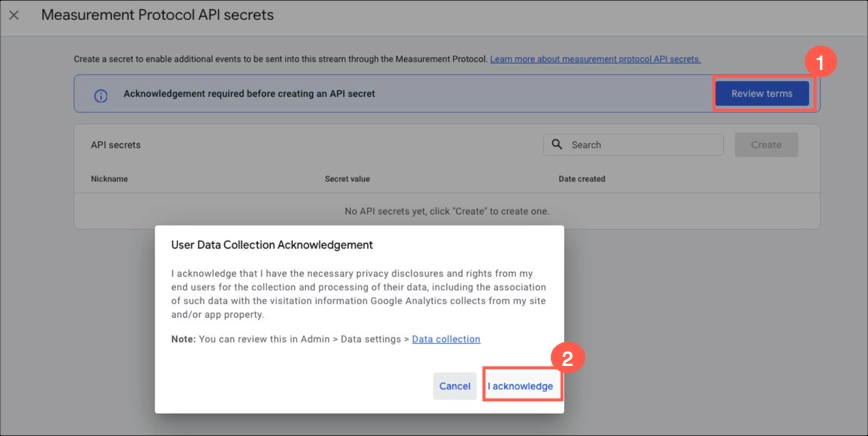 Measurement Protocol API secrets
Create a secret to enable additional events to be sent into this stream through the Measurement Protocol. Learn more about measurement protocol API secrets.
1
Acknowledgement required before creating an API secret
Review terms
API secrets
Search
Create
Nickname
Secret value
Date created
No API secrets yet, click "Create" to create one.
User Data Collection Acknowledgement
I acknowledge that I have the necessary privacy disclosures and rights from my
end users for the collection and processing of their data, including the association
of such data with the visitation information Google Analytics collects from my site
and/or app property.
Note: You can review this in Admin > Data settings > Data collection
2
Cancel
I acknowledge